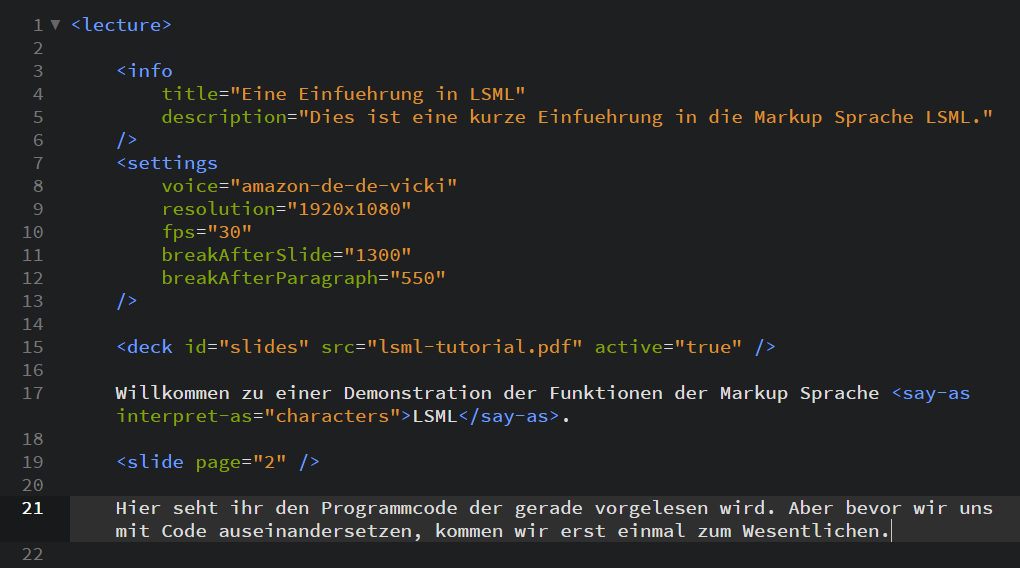 1 <lecture>
2
3 <info
4 title="Eine Einfuehrung in LSML"
5 description="Dies ist eine kurze Einfuehrung in die Markup Sprache LSML."
6 />
7 <settings
8 voice="amazon-de-de-vicki"
9 resolution="1920x1080"
10 fps="30"
11 breakAfterSlide="1300"
12 breakAfterParagraph="550"
13 />
14
15 <deck id="slides" src="lsml-tutorial.pdf" active="true" />
16
17 Willkommen zu einer Demonstration der Funktionen der Markup Sprache <say-as
interpret-as="characters">LSML</say-as>.
18
19 <slide page="2" />
20
21 Hier seht ihr den Programmcode der gerade vorgelesen wird. Aber bevor wir uns
mit Code auseinandersetzen, kommen wir erst einmal zum Wesentlichen.
22